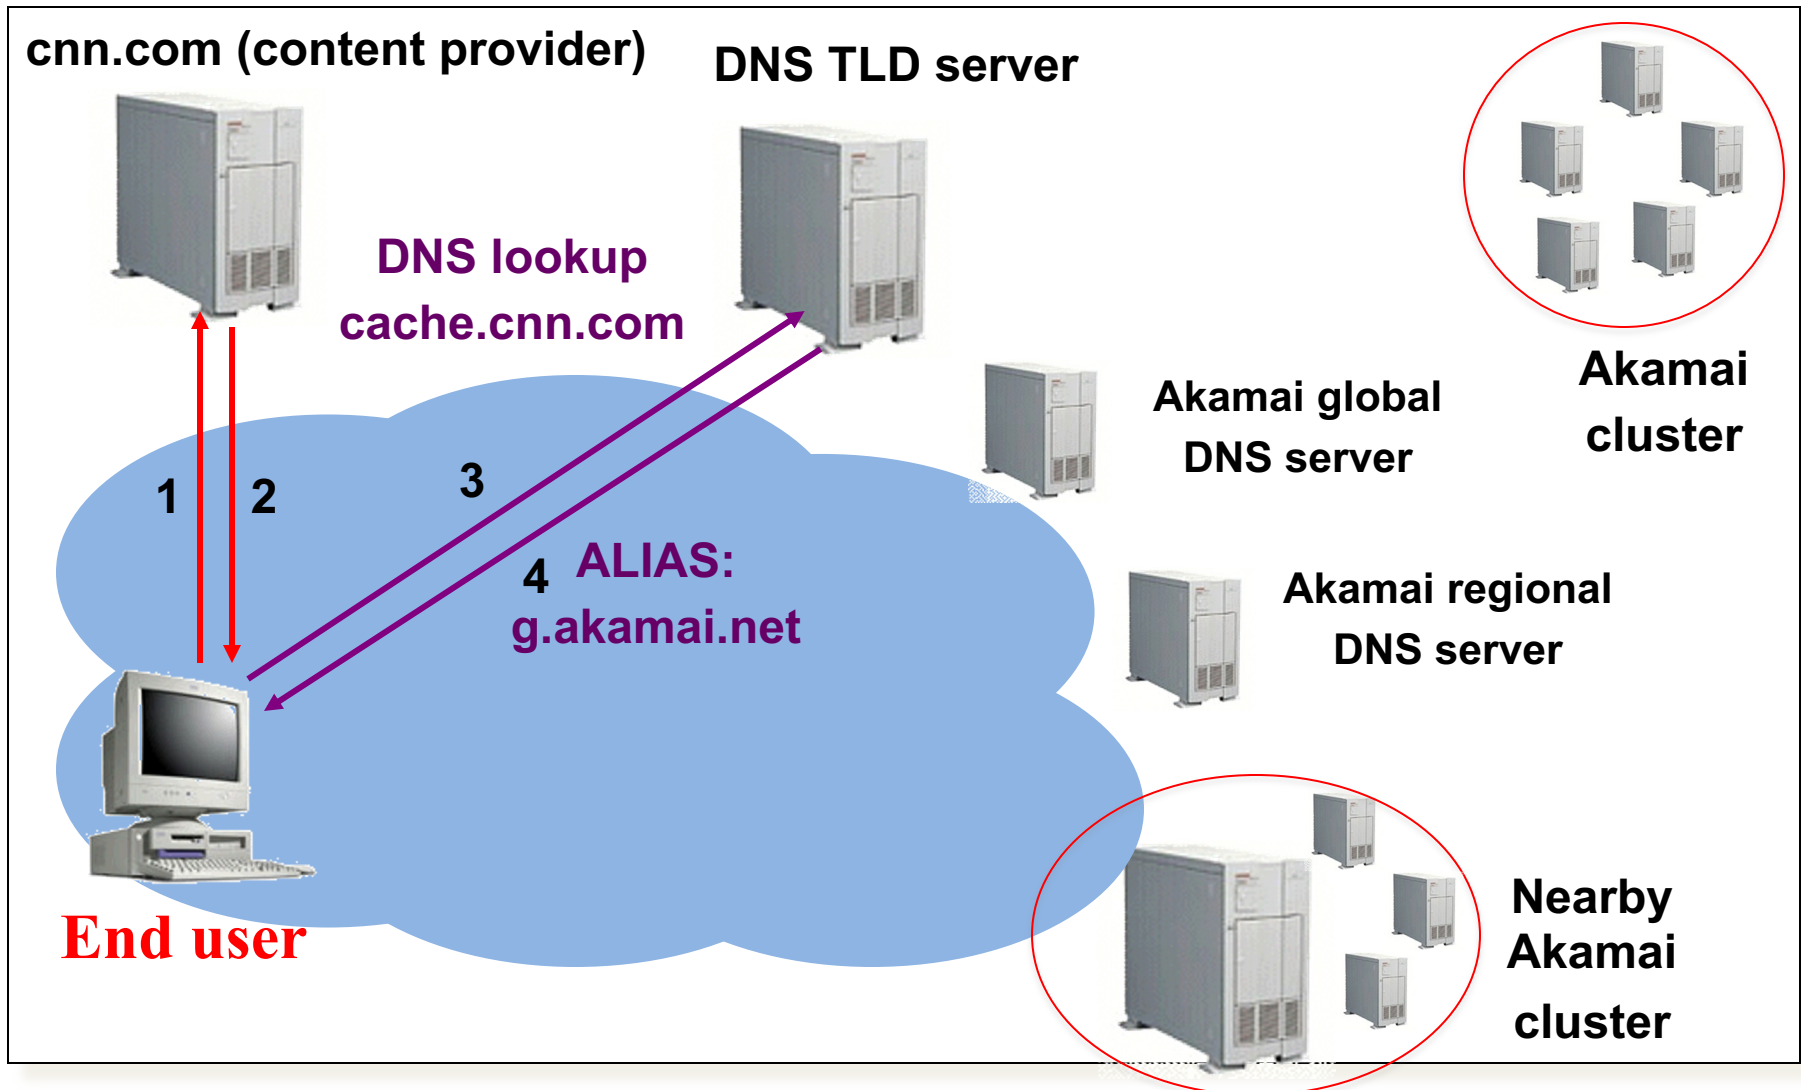 cnn.com (content provider)
DNS TLD server
DNS lookup
cache.cnn.com
Akamai
cluster
Akamai global
DNS server
1
2
3
4
ALIAS:
g.akamai.net
Akamai regional
DNS server
End user
Nearby
Akamai
cluster